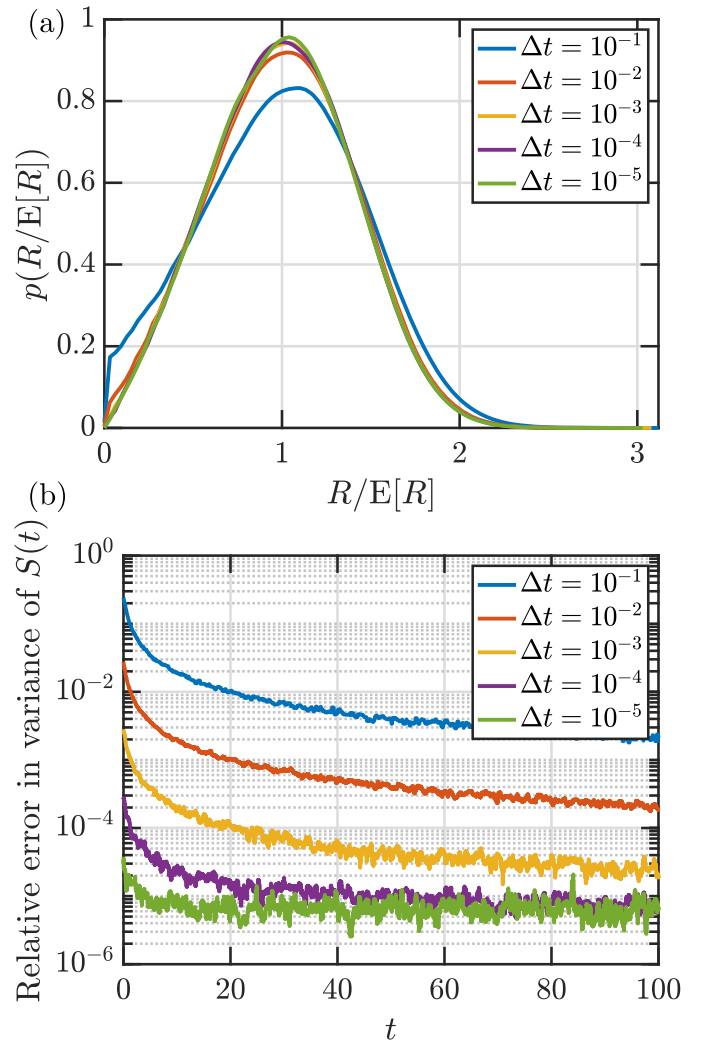 (a)
1
0.8
0.6
0.4
0.2
0
p(R/E[R])
Δt = 10⁻¹
Δt = 10⁻²
Δt = 10⁻³
Δt = 10⁻⁴
Δt = 10⁻⁵
0 1 2 3
R/E[R]
(b)
10⁰
10⁻²
10⁻⁴
10⁻⁶
Relative error in variance of S(t)
Δt = 10⁻¹
Δt = 10⁻²
Δt = 10⁻³
Δt = 10⁻⁴
Δt = 10⁻⁵
0 20 40 60 80 100
t